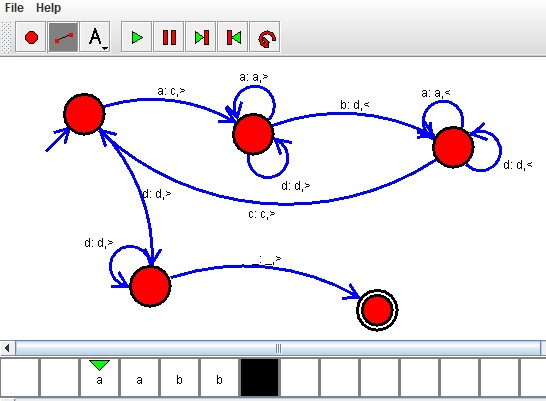 File Help
A
a: c,>
a: a,>
b: d,<
a: a,<
d: d,<
d: d,>
c: c,>
d: d,>
d: d,>
_: _,>
a a b b